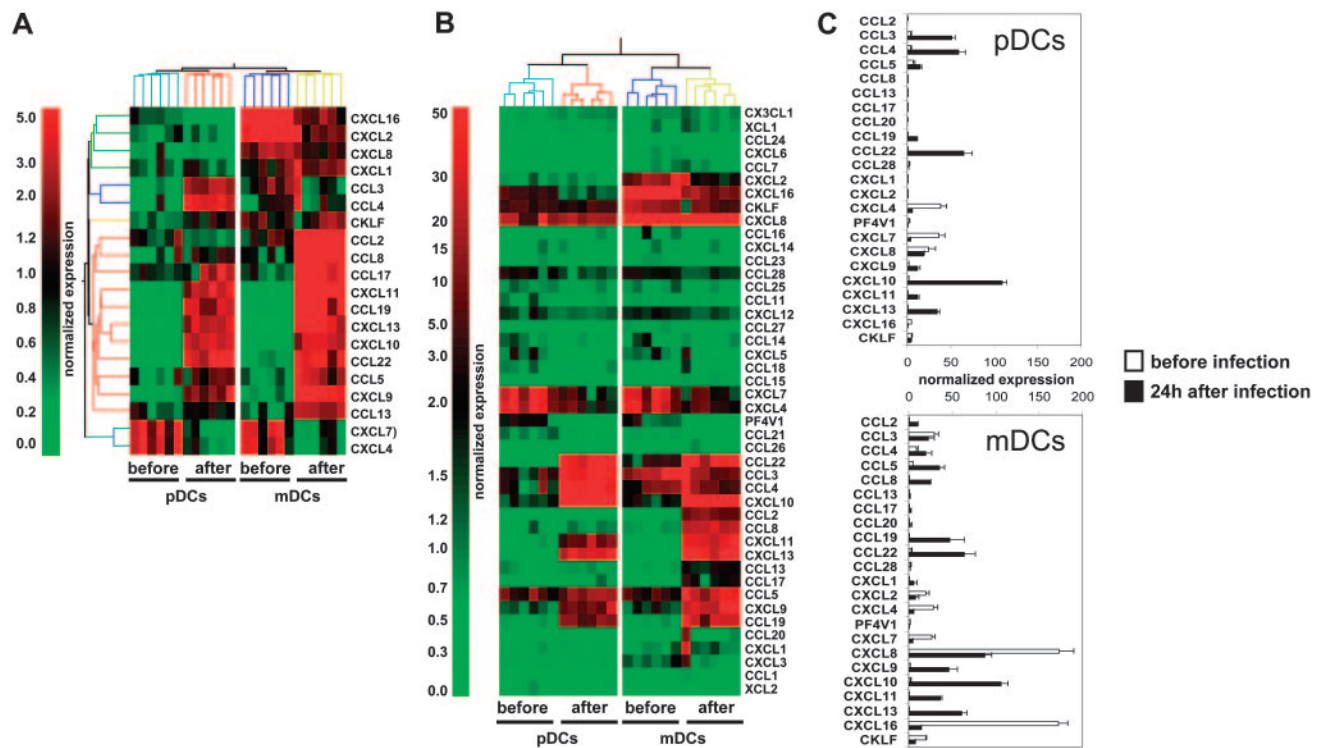 A
5.0
3.0
2.0
1.2
1.0
0.8
0.6
0.4
0.2
0.0
normalized expression
CXCL16
CXCL2
CXCL8
CXCL1
CCL3
CCL4
CKLF
CCL2
CCL8
CCL17
CXCL11
CCL19
CXCL13
CXCL10
CCL22
CCL5
CXCL9
CCL13
CXCL7)
CXCL4
before after before after
pDCs mDCs
B
50
30
20
15
10
5.0
3.0
2.0
1.5
1.2
1.0
0.7
0.5
0.3
0.0
normalized expression
CX3CL1
XCL1
CCL24
CXCL6
CCL7
CXCL2
CXCL16
CKLF
CXCL8
CCL16
CXCL14
CCL23
CCL28
CCL25
CCL11
CXCL12
CCL27
CCL14
CXCL5
CCL18
CCL15
CXCL7
CXCL4
PF4V1
CCL21
CCL26
CCL22
CCL3
CCL4
CXCL10
CCL2
CCL8
CXCL11
CXCL13
CCL13
CCL17
CCL5
CXCL9
CCL19
CCL20
CXCL1
CXCL3
CCL1
XCL2
before after before after
pDCs mDCs
C
pDCs
CCL2
CCL3
CCL4
CCL5
CCL8
CCL13
CCL17
CCL20
CCL19
CCL22
CCL28
CXCL1
CXCL2
CXCL4
PF4V1
CXCL7
CXCL8
CXCL9
CXCL10
CXCL11
CXCL13
CXCL16
CKLF
0 50 100 150 200
normalized expression
before infection
24h after infection
mDCs
CCL2
CCL3
CCL4
CCL5
CCL8
CCL13
CCL17
CCL20
CCL19
CCL22
CCL28
CXCL1
CXCL2
CXCL4
PF4V1
CXCL7
CXCL8
CXCL9
CXCL10
CXCL11
CXCL13
CXCL16
CKLF
0 50 100 150 200